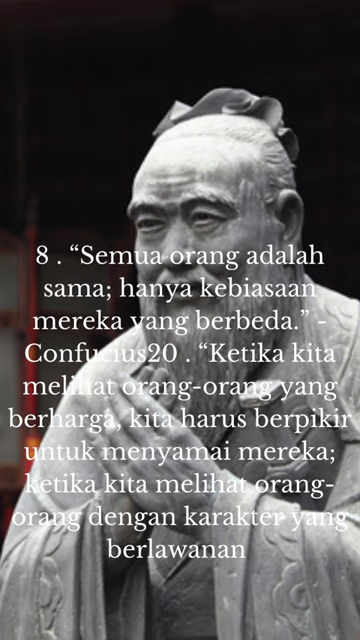 8 . “Semua orang adalah
sama; hanya kebiasaan
mereka yang berbeda.” -
Confucius20 . “Ketika kita
melihat orang-orang yang
berharga, kita harus berpikir
untuk menyamai mereka;
ketika kita melihat orang-
orang dengan karakter yang
berlawanan